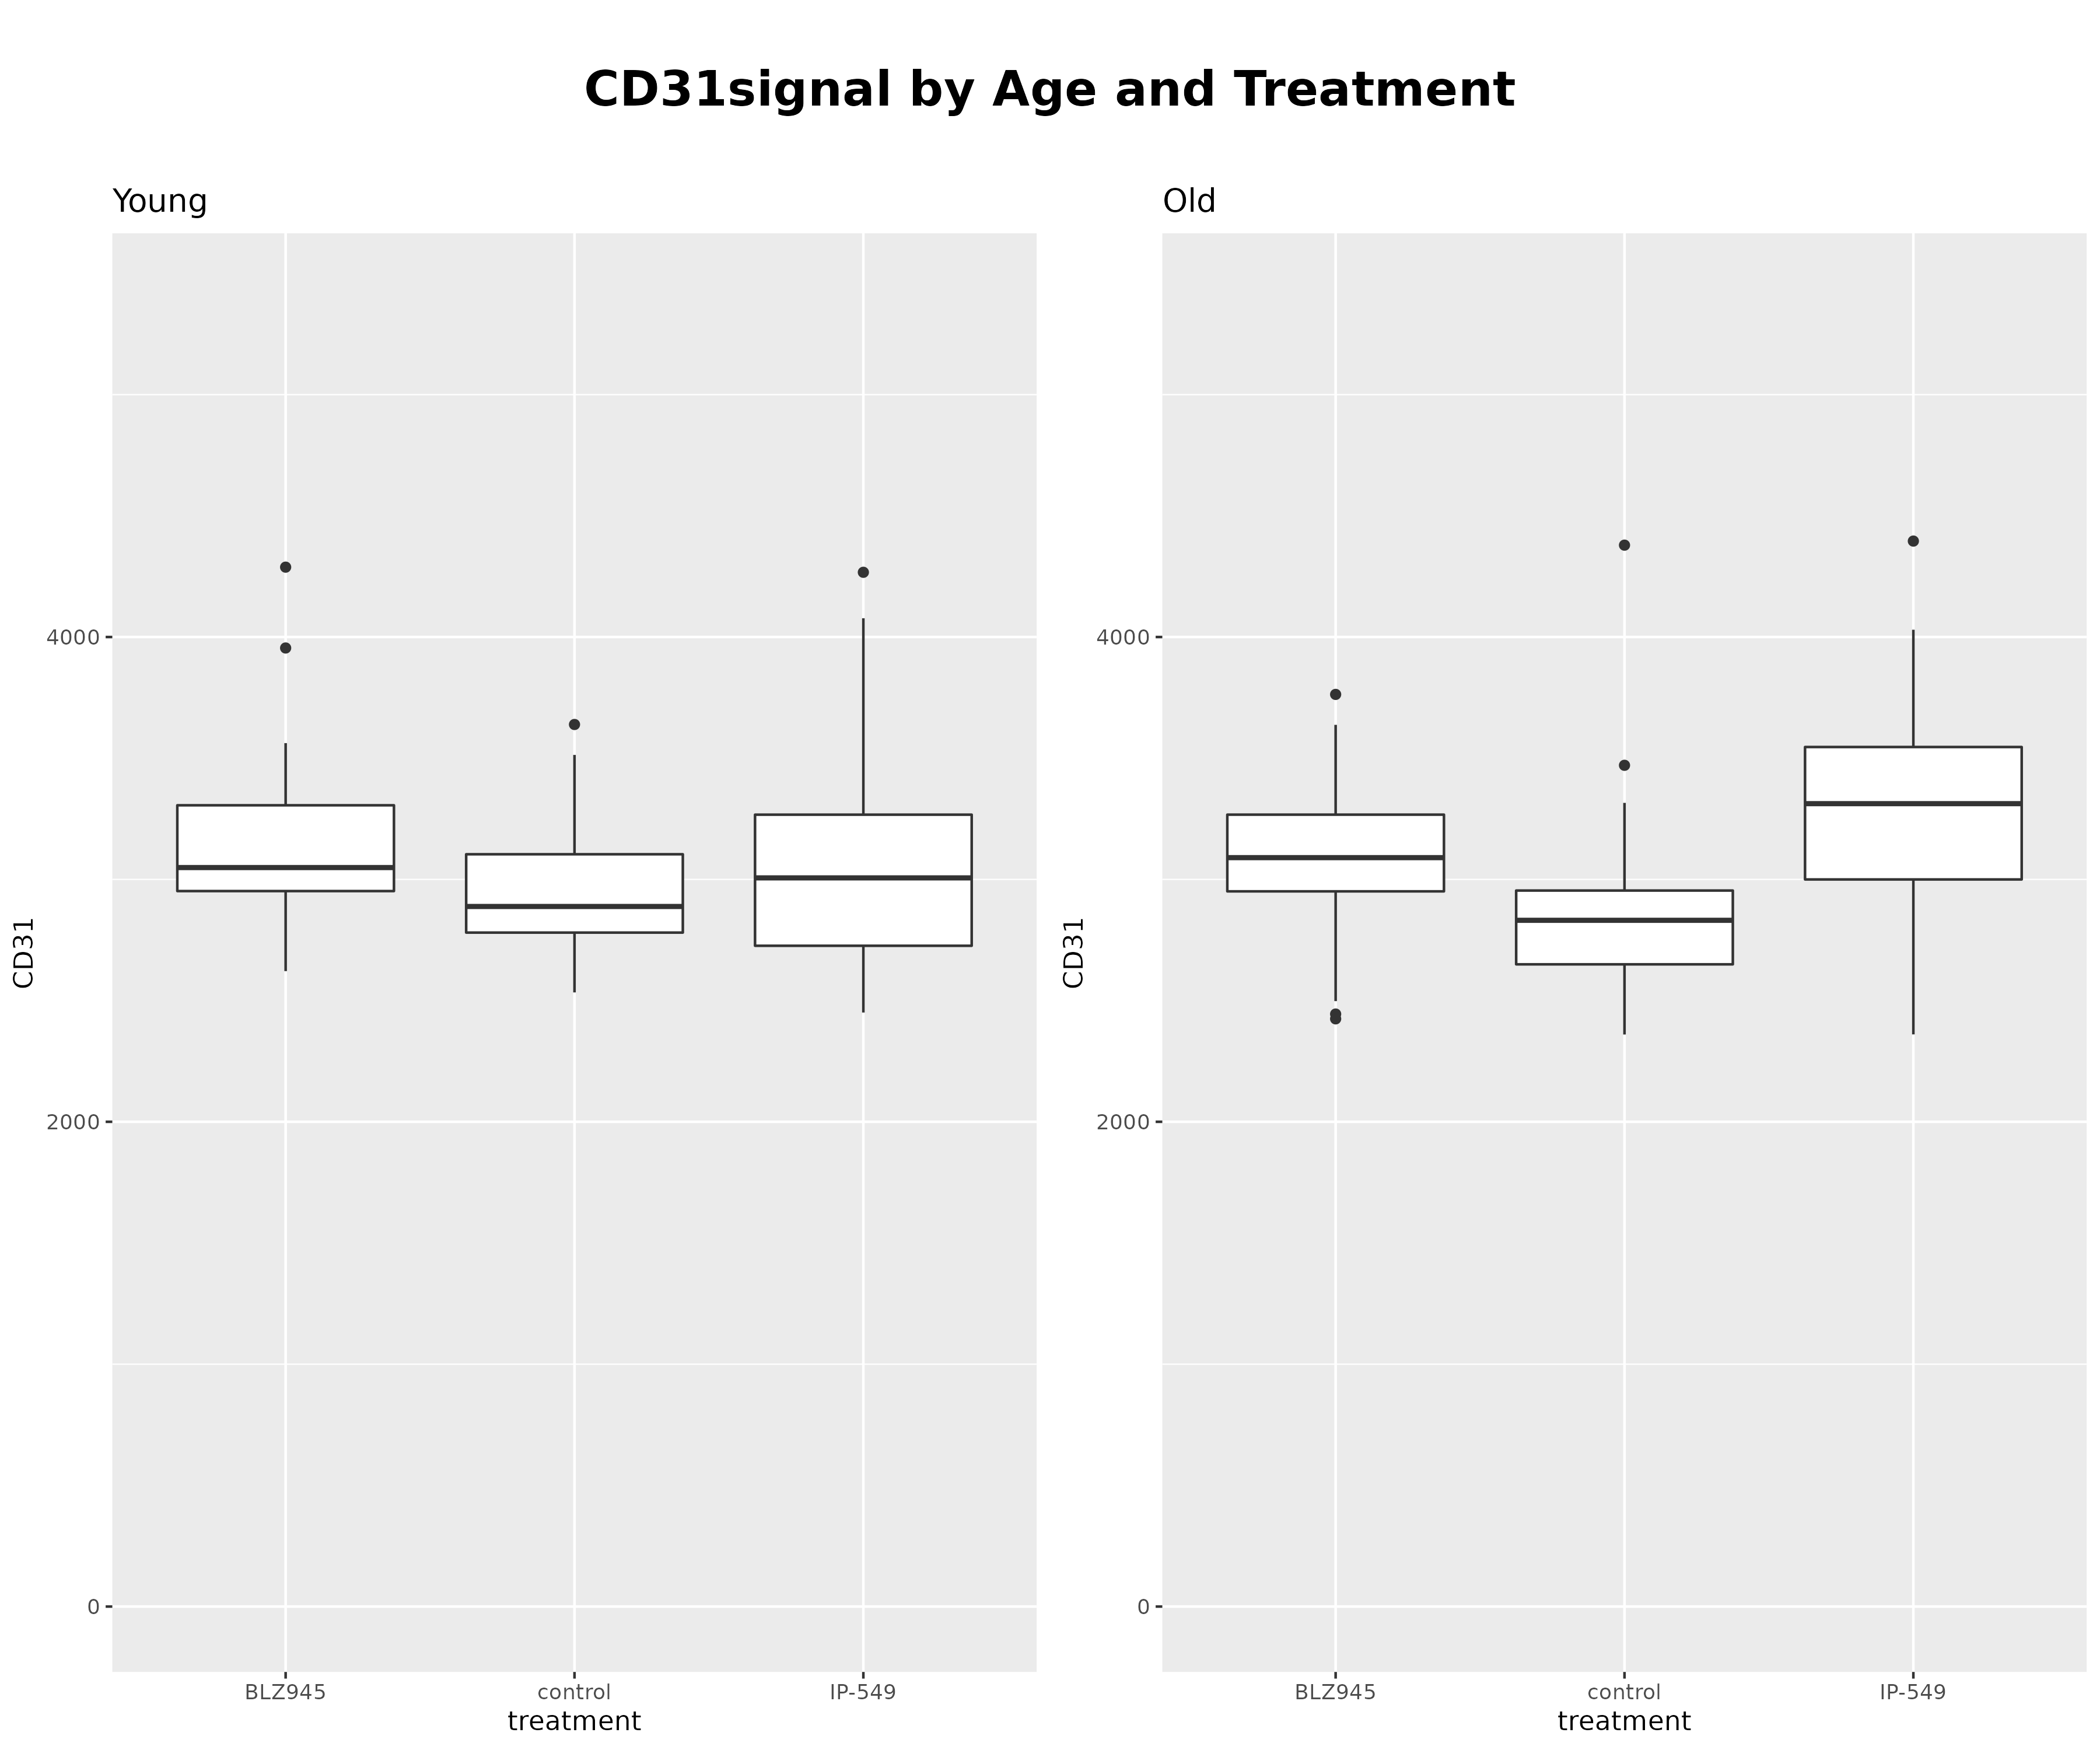 CD31signal by Age and Treatment
Young
CD31
4000
2000
0
BLZ945 control IP-549
treatment
Old
CD31
4000
2000
0
BLZ945 control IP-549
treatment